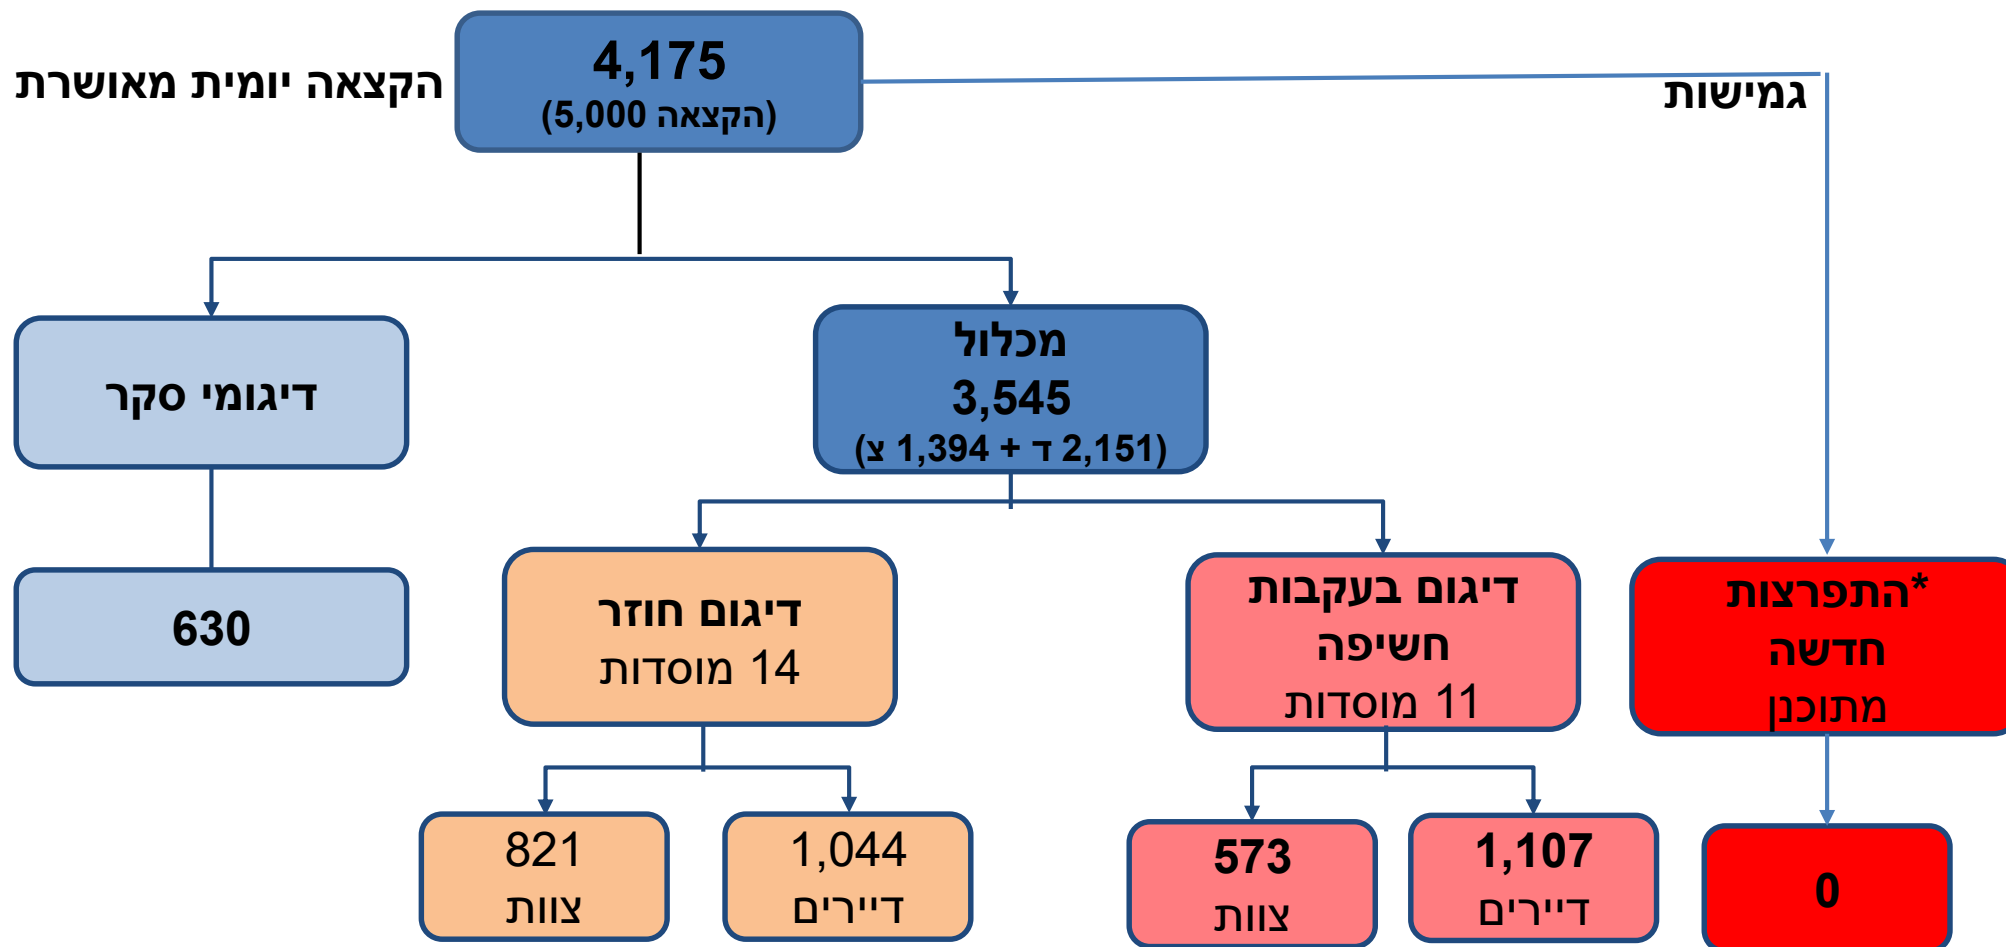 הקצאה יומית מאושרת
4,175
(הקצאה 5,000)
גמישות
דיגומי סקר
630
מכלול
3,545
(2,151 ד + 1,394 צ)
דיגום חוזר
14 מוסדות
821
צוות
1,044
דיירים
דיגום בעקבות
חשיפה
11 מוסדות
573
צוות
1,107
דיירים
*התפרצות
חדשה
מתוכנן
0